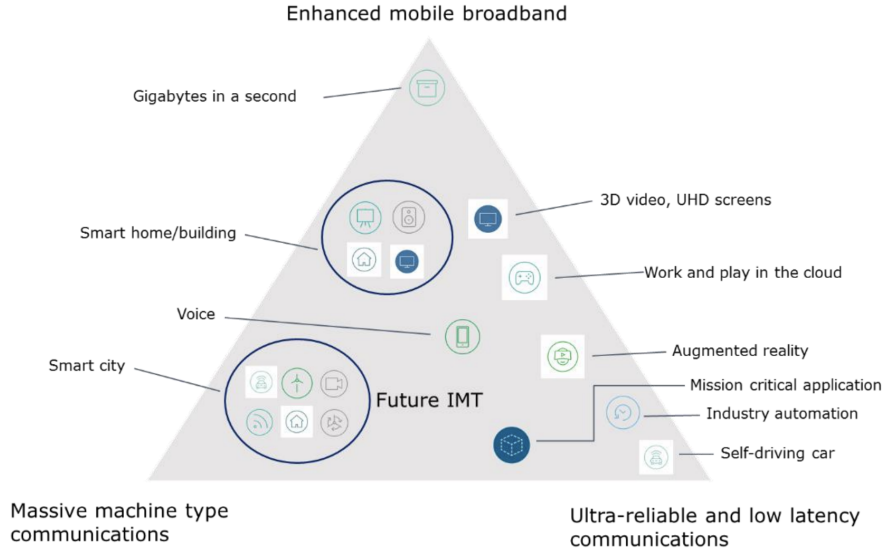 Enhanced mobile broadband
Gigabytes in a second
3D video, UHD screens
Smart home/building
Work and play in the cloud
Voice
Augmented reality
Smart city
Mission critical application
Future IMT
Industry automation
Self-driving car
Massive machine type
communications
Ultra-reliable and low latency
communications